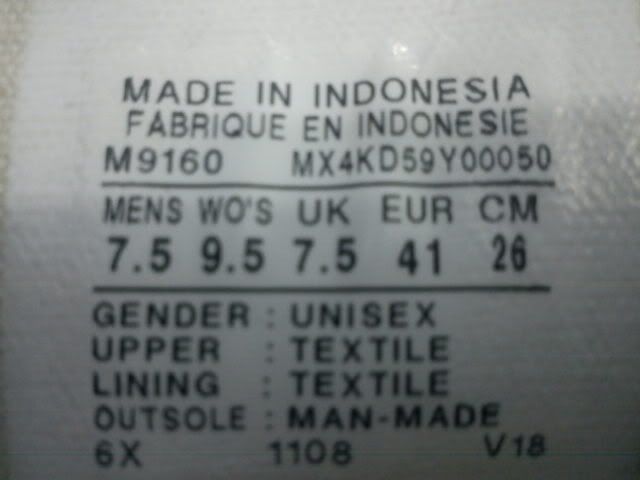 MADE IN INDONESIA
FABRIQUE EN INDONESIE
M9160 MX4KD59Y00050
MENS WO'S UK EUR CM
7.5 9.5 7.5 41 26
GENDER : UNISEX
UPPER : TEXTILE
LINING : TEXTILE
OUTSOLE : MAN-MADE
6X 1108 V18